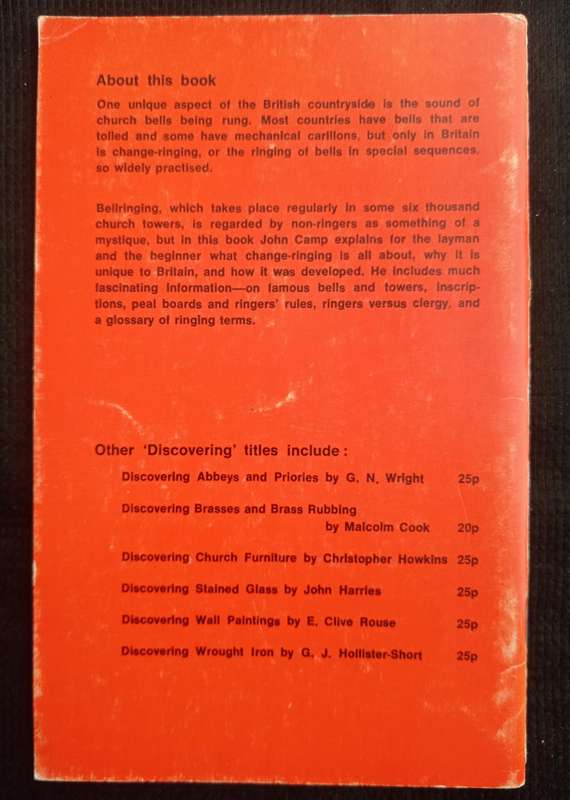 About this book
One unique aspect of the British countryside is the sound of
church bells being rung. Most countries have bells that are
tolled and some have mechanical carillons, but only in Britain
is change-ringing, or the ringing of bells in special sequences,
so widely practised.
Bellringing, which takes place regularly in some six thousand
church towers, is regarded by non-ringers as something of a
mystique, but in this book John Camp explains for the layman
and the beginner what change-ringing is all about, why it is
unique to Britain, and how it was developed. He includes much
fascinating information—on famous bells and towers, inscrip-
tions, peal boards and ringers' rules, ringers versus clergy, and
a glossary of ringing terms.
Other 'Discovering' titles include:
Discovering Abbeys and Priories by G. N. Wright 25p
Discovering Brasses and Brass Rubbing
by Malcolm Cook 20p
Discovering Church Furniture by Christopher Howkins 25p
Discovering Stained Glass by John Harries 25p
Discovering Wall Paintings by E. Clive Rouse 25p
Discovering Wrought Iron by G. J. Hollister-Short 25p